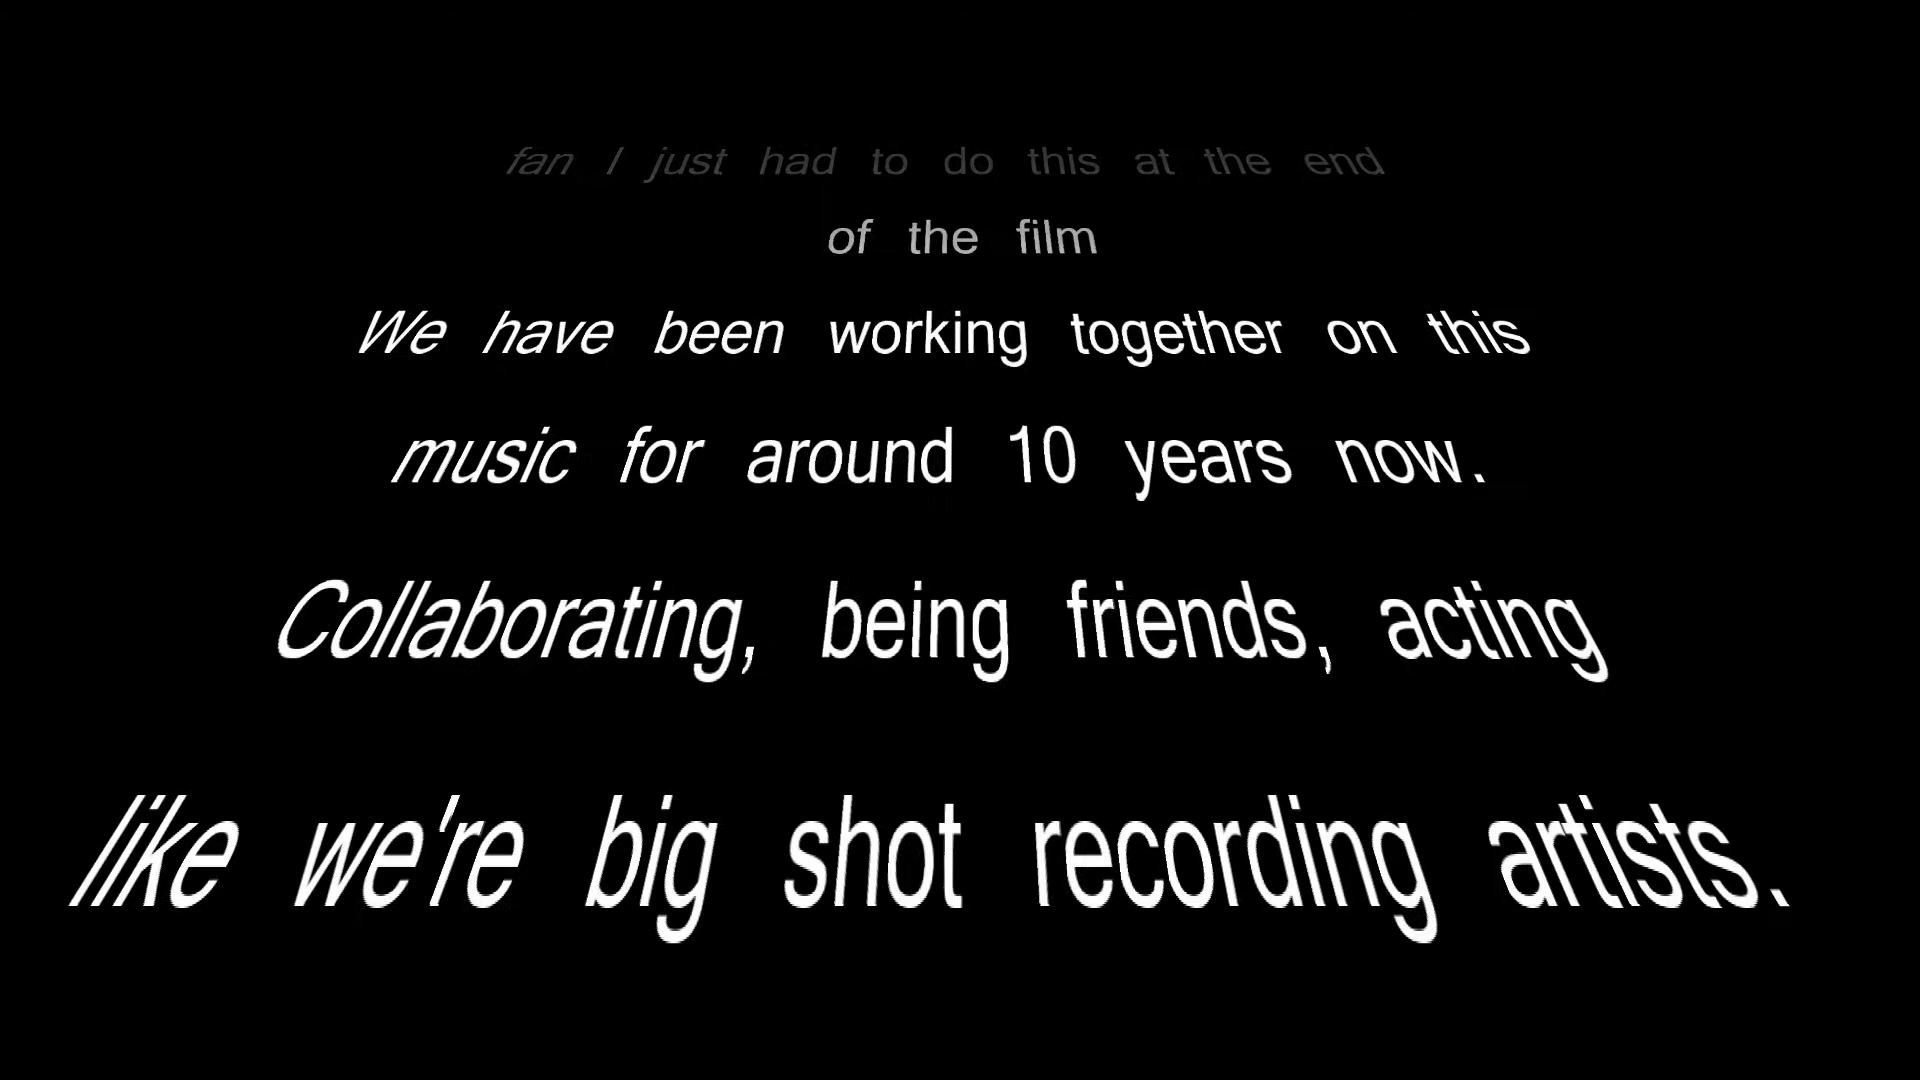 fan I just had to do this at the end
of the film
We have been working together on this
music for around 10 years now.
Collaborating, being friends, acting
like we're big shot recording artists.